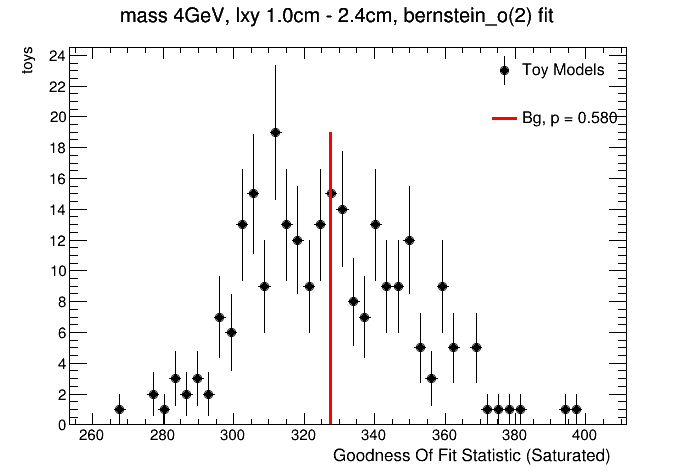 mass 4GeV, lxy 1.0cm - 2.4cm, bernstein_o(2) fit
toys
24
22
20
18
16
14
12
10
8
6
4
2
0
Toy Models
Bg, p = 0.580
260 280 300 320 340 360 380 400
Goodness Of Fit Statistic (Saturated)